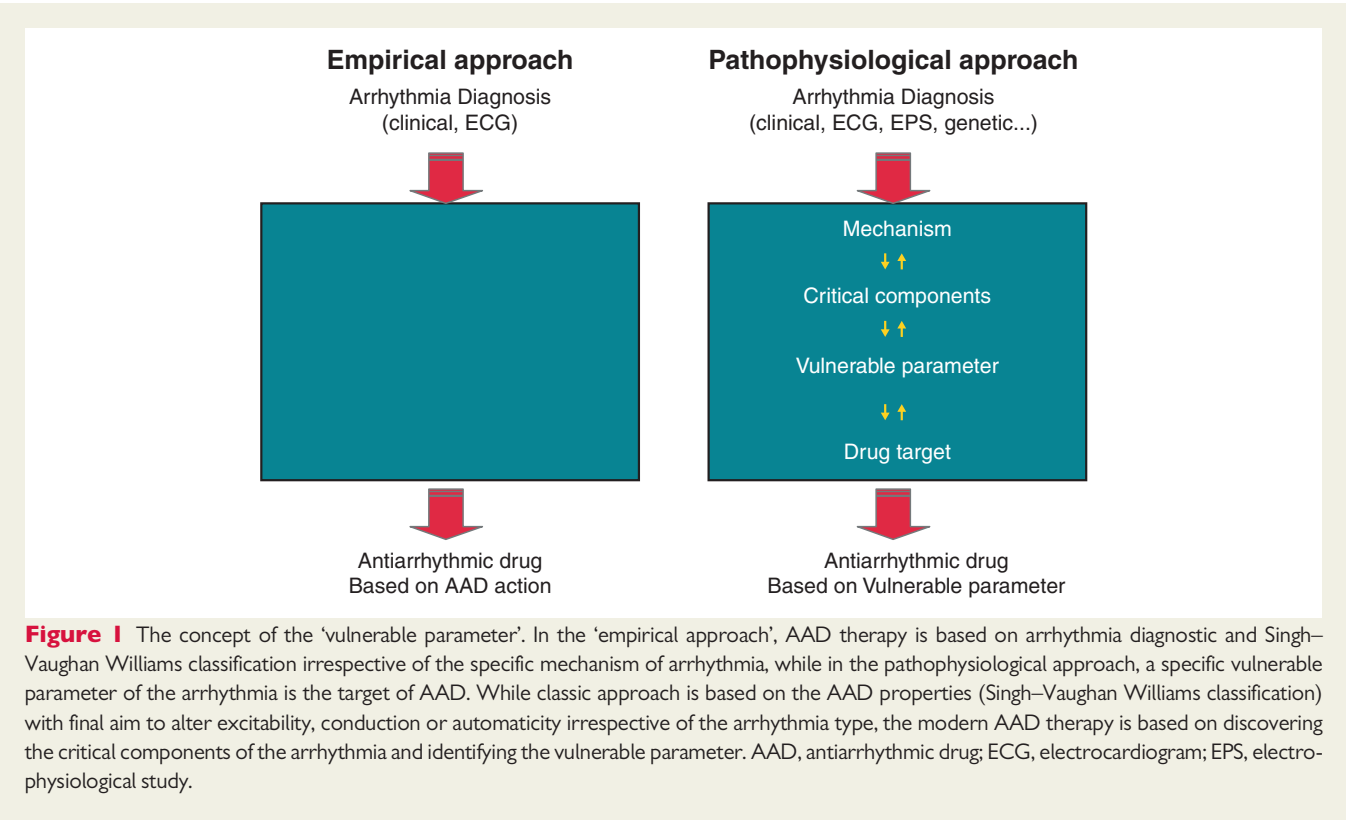 Empirical approach
Arrhythmia Diagnosis
(clinical, ECG)
Antiarrhythmic drug
Based on AAD action
Pathophysiological approach
Arrhythmia Diagnosis
(clinical, ECG, EPS, genetic...)
Mechanism
Critical components
Vulnerable parameter
Drug target
Antiarrhythmic drug
Based on Vulnerable parameter
Figure 1 The concept of the ‘vulnerable parameter’. In the ‘empirical approach’, AAD therapy is based on arrhythmia diagnostic and Singh–
Vaughan Williams classification irrespective of the specific mechanism of arrhythmia, while in the pathophysiological approach, a specific vulnerable
parameter of the arrhythmia is the target of AAD. While classic approach is based on the AAD properties (Singh–Vaughan Williams classification)
with final aim to alter excitability, conduction or automaticity irrespective of the arrhythmia type, the modern AAD therapy is based on discovering
the critical components of the arrhythmia and identifying the vulnerable parameter. AAD, antiarrhythmic drug; ECG, electrocardiogram; EPS, electro-
physiological study.